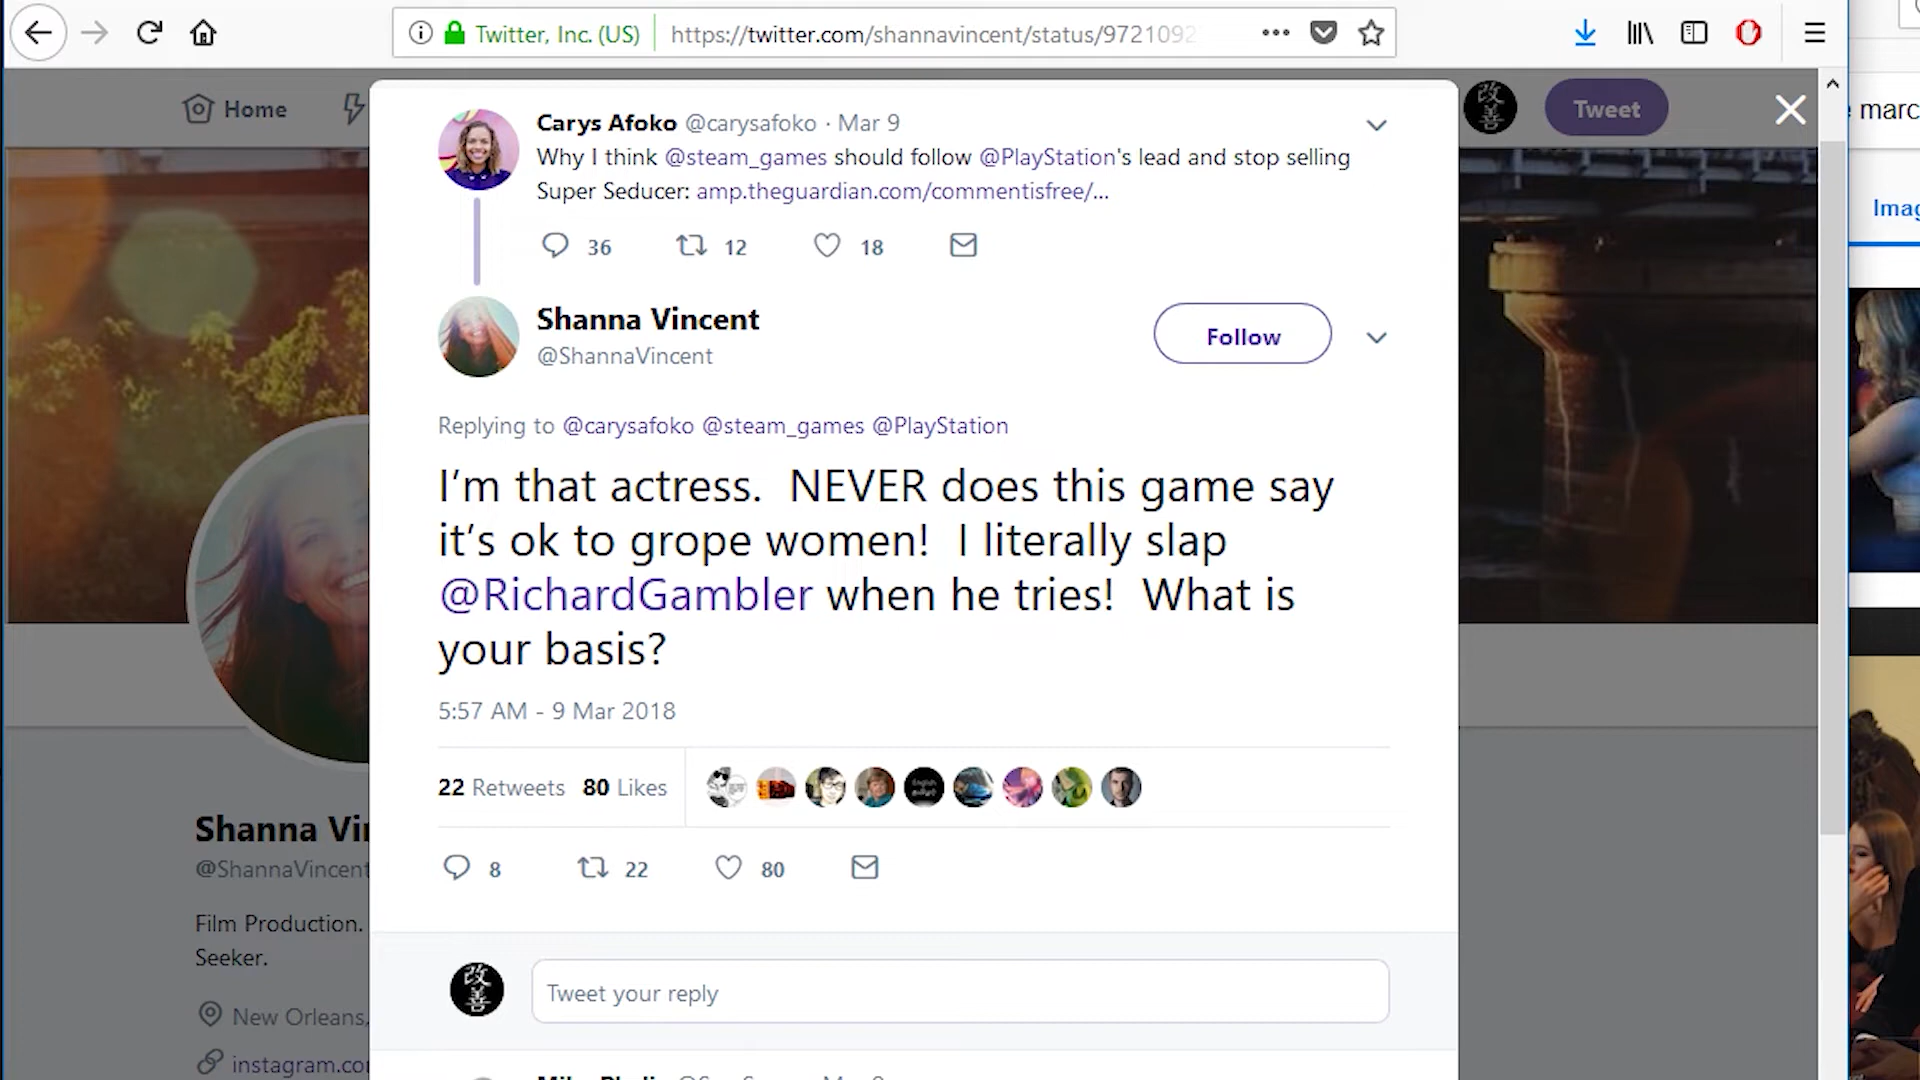 Twitter, Inc. (US)
https://twitter.com/shannavincent/status/9721092
Home
Tweet
marc
Imag
Carys Afoko @carysafoko · Mar 9
Why I think @steam_games should follow @PlayStation's lead and stop selling
Super Seducer: amp.theguardian.com/commentisfree/...
36 12 18
Shanna Vincent
@ShannaVincent
Follow
Replying to @carysafoko @steam_games @PlayStation
I'm that actress. NEVER does this game say
it's ok to grope women! I literally slap
@RichardGambler when he tries! What is
your basis?
5:57 AM - 9 Mar 2018
22 Retweets 80 Likes
8 22 80
Shanna Vi
@ShannaVincent
Film Production.
Seeker.
New Orleans,
instagram.co
改善
Tweet your reply